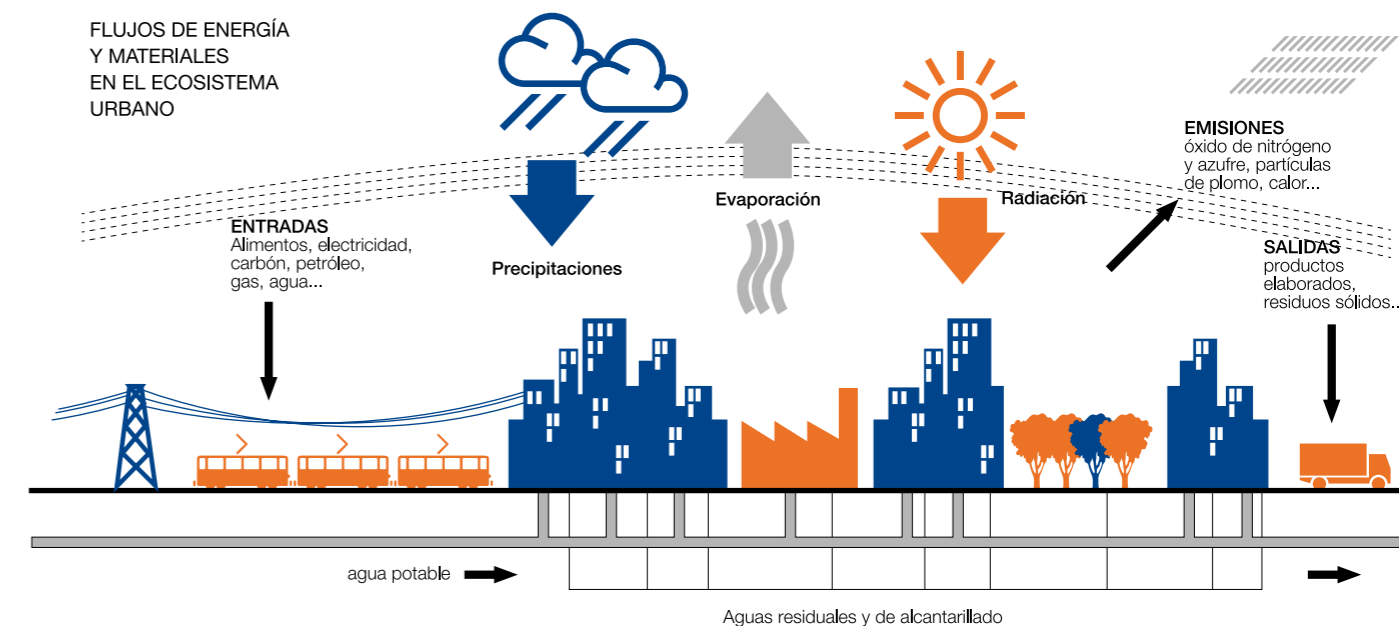 FLUJOS DE ENERGÍA
Y MATERIALES
EN EL ECOSISTEMA
URBANO
EMISIONES
óxido de nitrógeno
y azufre, partículas
de plomo, calor...
Evaporación
Radiación
ENTRADAS
Alimentos, electricidad,
carbón, petróleo,
gas, agua...
Precipitaciones
SALIDAS
productos
elaborados,
residuos sólidos..
agua potable
Aguas residuales y de alcantarillado